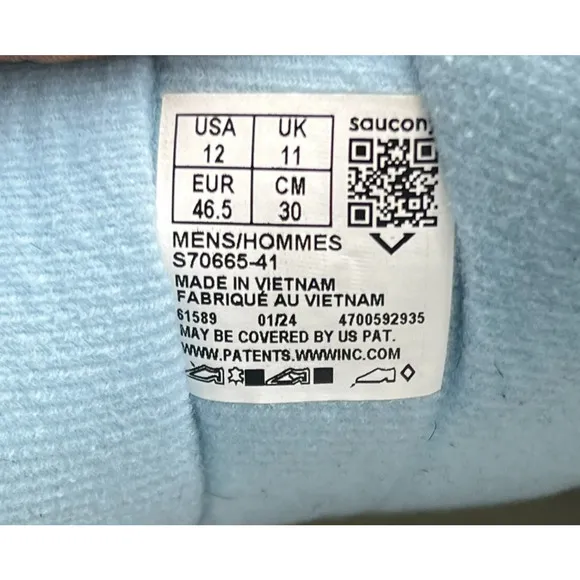 saucony
USA UK
12 11
EUR CM
46.5 30
MENS/HOMMES
S70665-41
MADE IN VIETNAM
FABRIQUÉ AU VIETNAM
61589 01/24 4700592935
MAY BE COVERED BY US PAT.
WWW.PATENTS.WWWINC.COM